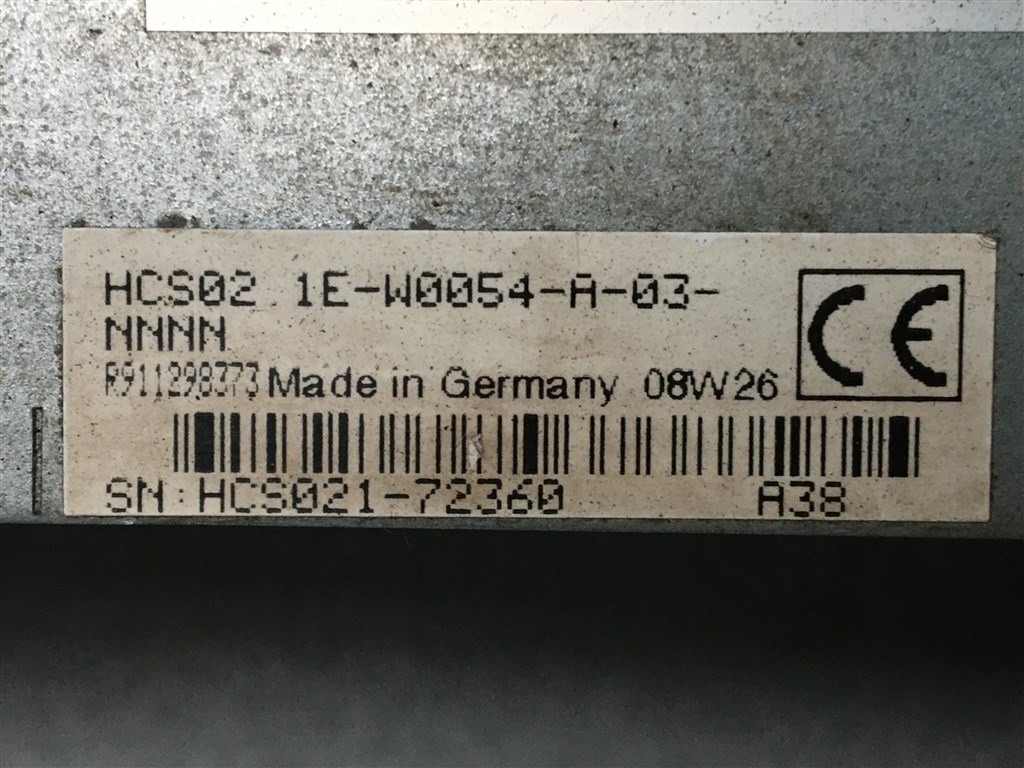 HCS02 1E-W0054-A-03-
NNNN
CE
R911298373 Made in Germany 08W26
SN:HCS021-72360 A38